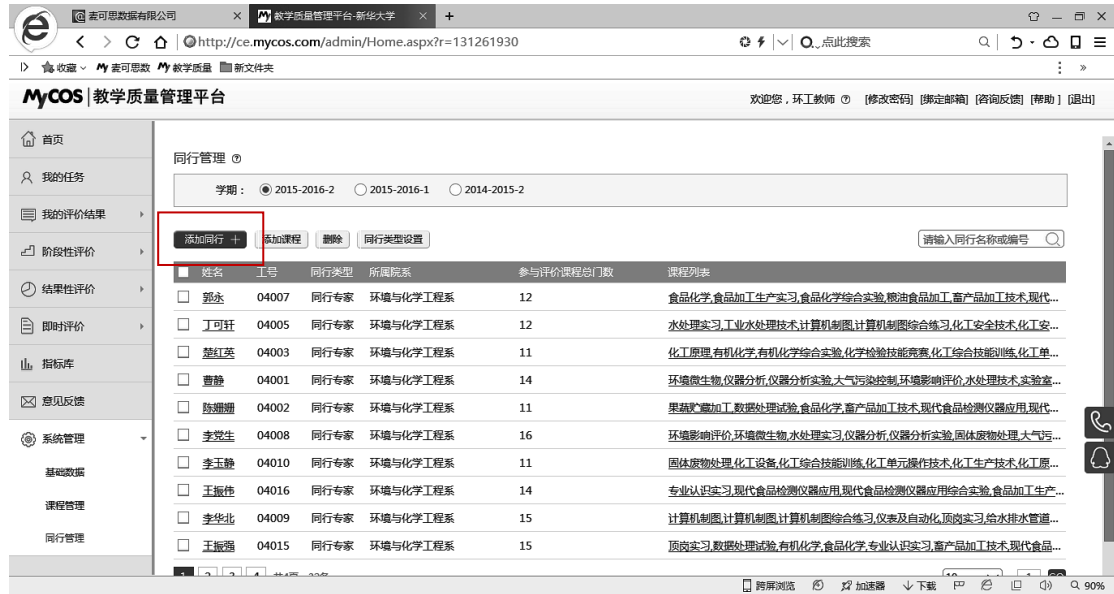 麦可思数据有限公司 × My 教学质量管理平台-新华大学 × +
http://ce.mycos.com/admin/Home.aspx?r=131261930 点此搜索
收藏 My 麦可思数 My 教学质量 新文件夹
MyCOS 教学质量管理平台
欢迎您，环工教师 [修改密码] [绑定邮箱] [咨询反馈] [帮助] [退出]
首页
我的任务
我的评价结果
阶段性评价
结果性评价
即时评价
指标库
意见反馈
系统管理
基础数据
课程管理
同行管理
同行管理
学期： 2015-2016-2 2015-2016-1 2014-2015-2
添加同行 + 添加课程 删除 同行类型设置 请输入同行名称或编号
姓名 工号 同行类型 所属院系 参与评价课程总门数 课程列表
郭永 04007 同行专家 环境与化学工程系 12 食品化学,食品加工生产实习,食品化学综合实验,粮油食品加工,畜产品加工技术,现代...
丁可轩 04005 同行专家 环境与化学工程系 12 水处理实习,工业水处理技术,计算机制图,计算机制图综合练习,化工安全技术,化工安...
楚红英 04003 同行专家 环境与化学工程系 11 化工原理,有机化学,有机化学综合实验,化学检验技能竞赛,化工综合技能训练,化工单...
曹静 04001 同行专家 环境与化学工程系 14 环境微生物,仪器分析,仪器分析实验,大气污染控制,环境影响评价,水处理技术,实验室...
陈姗姗 04002 同行专家 环境与化学工程系 11 果蔬贮藏加工,数据处理试验,食品化学,畜产品加工技术,现代食品检测仪器应用,现代...
李党生 04008 同行专家 环境与化学工程系 16 环境影响评价,环境微生物,水处理实习,仪器分析,仪器分析实验,固体废物处理,大气污...
李玉静 04010 同行专家 环境与化学工程系 11 固体废物处理,化工设备,化工综合技能训练,化工单元操作技术,化工生产技术,化工原...
王振伟 04016 同行专家 环境与化学工程系 14 专业认识实习,现代食品检测仪器应用,现代食品检测仪器应用综合实验,食品加工生产...
李华北 04009 同行专家 环境与化学工程系 15 计算机制图,计算机制图,计算机制图综合练习,仪表及自动化,顶岗实习,给水排水管道...
王振强 04015 同行专家 环境与化学工程系 15 顶岗实习,数据处理试验,有机化学,食品化学,专业认识实习,畜产品加工技术,现代食品...
跨屏浏览 加速器 下载 90%